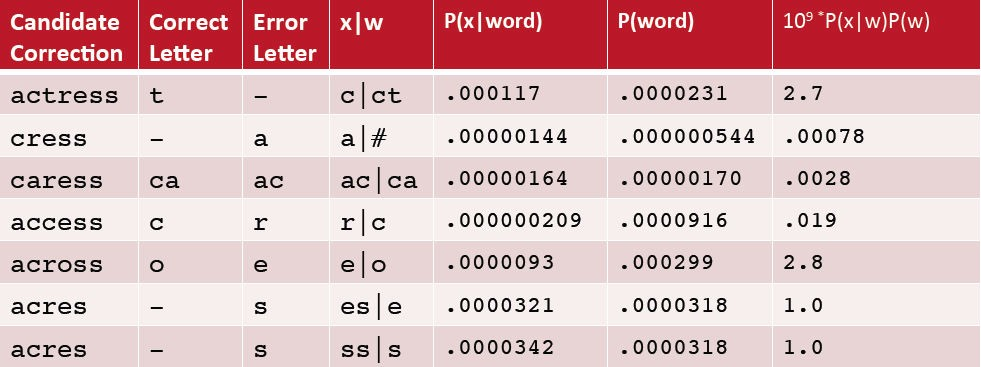 Candidate Correction | Correct Letter | Error Letter | x|w | P(x|word) | P(word) | 10⁹ *P(x|w)P(w)
actress | t | - | c|ct | .000117 | .0000231 | 2.7
cress | - | a | a|# | .00000144 | .000000544 | .00078
caress | ca | ac | ac|ca | .00000164 | .00000170 | .0028
access | c | r | r|c | .000000209 | .0000916 | .019
across | o | e | e|o | .0000093 | .000299 | 2.8
acres | - | s | es|e | .0000321 | .0000318 | 1.0
acres | - | s | ss|s | .0000342 | .0000318 | 1.0